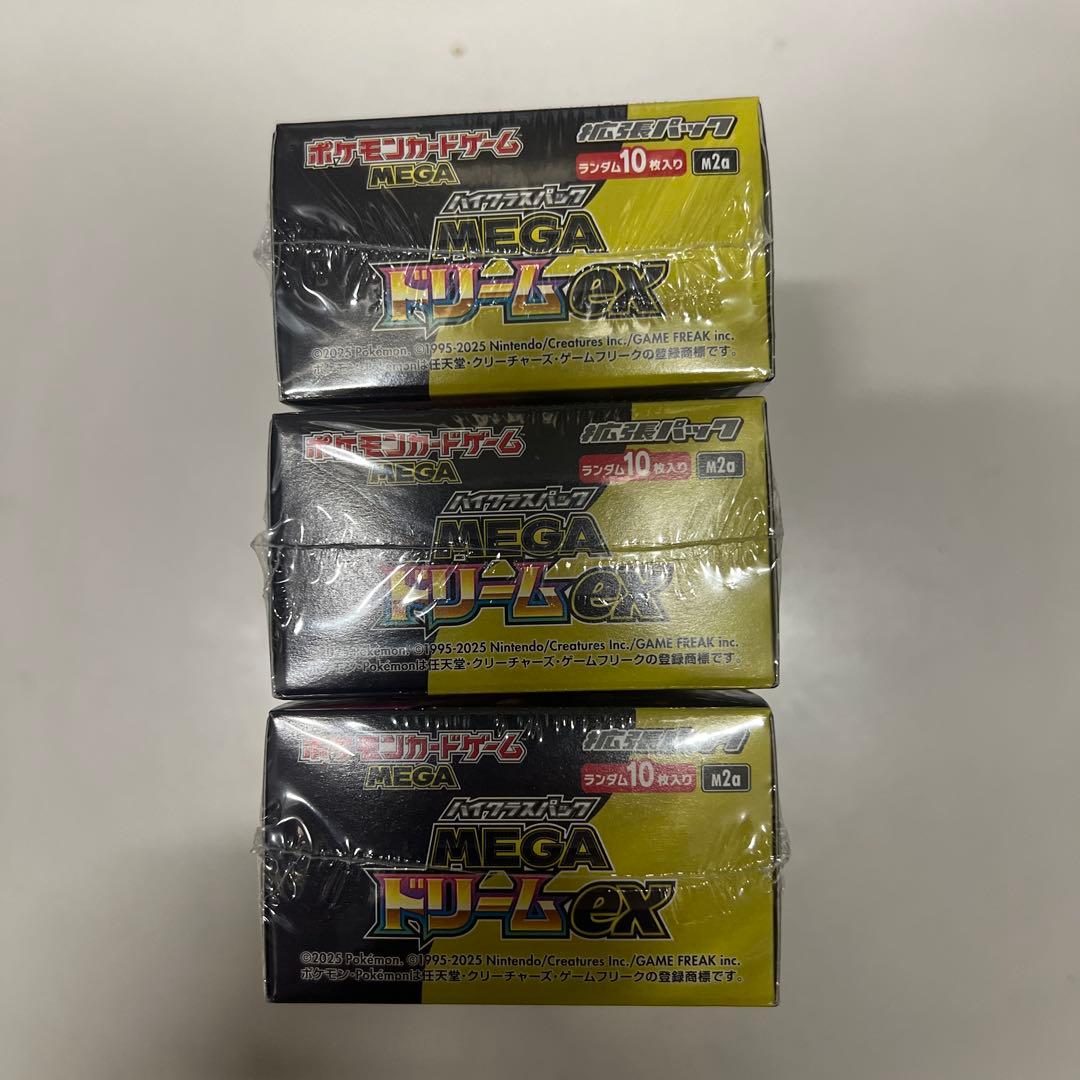 ポケモンカードゲーム
MEGA
拡張パック
ランダム10枚入り M2a
ハイクラスパック
MEGA
ドリームex
©2025 Pokémon. ©1995-2025 Nintendo/Creatures Inc./GAME FREAK inc.
ポケモン・Pokémonは任天堂・クリーチャーズ・ゲームフリークの登録商標です。
ポケモンカードゲーム
MEGA
拡張パック
ランダム10枚入り M2a
ハイクラスパック
MEGA
ドリームex
©2025 Pokémon. ©1995-2025 Nintendo/Creatures Inc./GAME FREAK inc.
ポケモン・Pokémonは任天堂・クリーチャーズ・ゲームフリークの登録商標です。
ポケモンカードゲーム
MEGA
拡張パック
ランダム10枚入り M2a
ハイクラスパック
MEGA
ドリームex
©2025 Pokémon. ©1995-2025 Nintendo/Creatures Inc./GAME FREAK inc.
ポケモン・Pokémonは任天堂・クリーチャーズ・ゲームフリークの登録商標です。